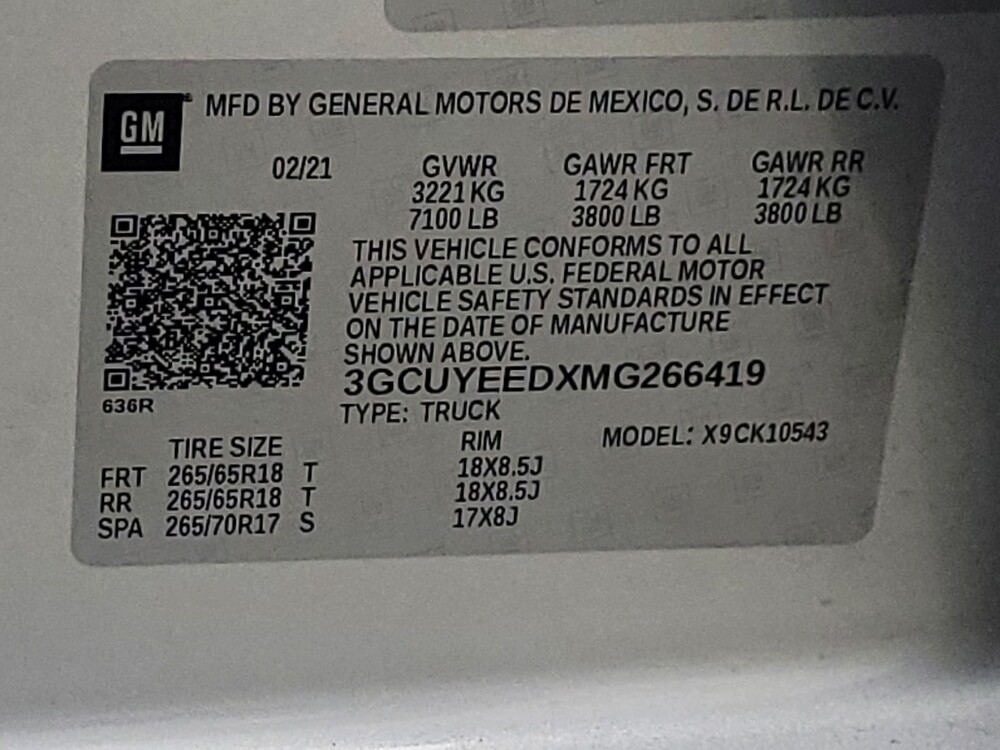 GM
MFD BY GENERAL MOTORS DE MEXICO, S. DE R.L. DE C.V.
02/21 GVWR GAWR FRT GAWR RR
3221 KG 1724 KG 1724 KG
7100 LB 3800 LB 3800 LB
THIS VEHICLE CONFORMS TO ALL
APPLICABLE U.S. FEDERAL MOTOR
VEHICLE SAFETY STANDARDS IN EFFECT
ON THE DATE OF MANUFACTURE
SHOWN ABOVE.
3GCUYEEDXMG266419
636R
TYPE: TRUCK
TIRE SIZE RIM MODEL: X9CK10543
FRT 265/65R18 T 18X8.5J
RR 265/65R18 T 18X8.5J
SPA 265/70R17 S 17X8J